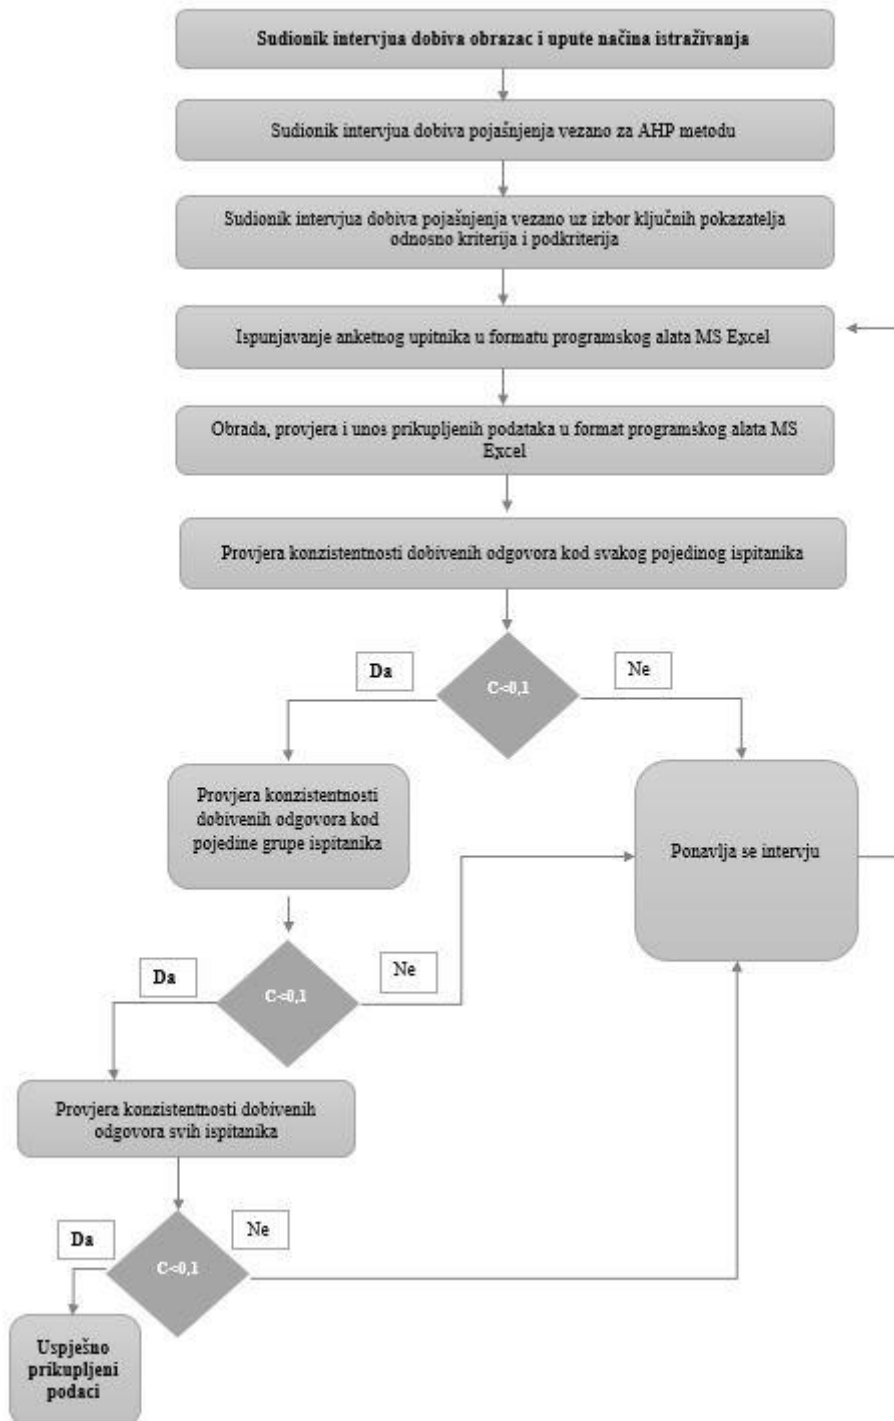 Sudionik intervjua dobiva obrazac i upute načina istraživanja
Sudionik intervjua dobiva pojašnjenja vezano za AHP metodu
Sudionik intervjua dobiva pojašnjenja vezano uz izbor ključnih pokazatelja
odnosno kriterija i podkriterija
Ispunjavanje anketnog upitnika u formatu programskog alata MS Excel
Obrada, provjera i unos prikupljenih podataka u format programskog alata MS
Excel
Provjera konzistentnosti dobivenih odgovora kod svakog pojedinog ispitanika
Da
C<=0,1
Ne
Provjera konzistentnosti
dobivenih odgovora kod
pojedine grupe ispitanika
Ponavlja se intervju
Da
C<=0,1
Ne
Provjera konzistentnosti dobivenih
odgovora svih ispitanika
Da
C<=0,1
Ne
Uspješno
prikupljeni
podaci